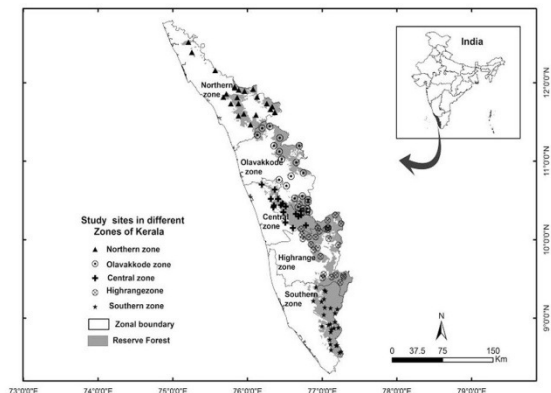 India
Northern
zone
Olavakkode
zone
Central
zone
Highrange
zone
Southern
zone
Study sites in different
Zones of Kerala
Northern zone
Olavakkode zone
Central zone
Highrangezone
Southern zone
Zonal boundary
Reserve Forest
N
0 37.5 75 150
Km
12°0'0"N
11°0'0"N
10°0'0"N
9°0'0"N
73°0'0"E
74°0'0"E
75°0'0"E
76°0'0"E
77°0'0"E
78°0'0"E
79°0'0"E